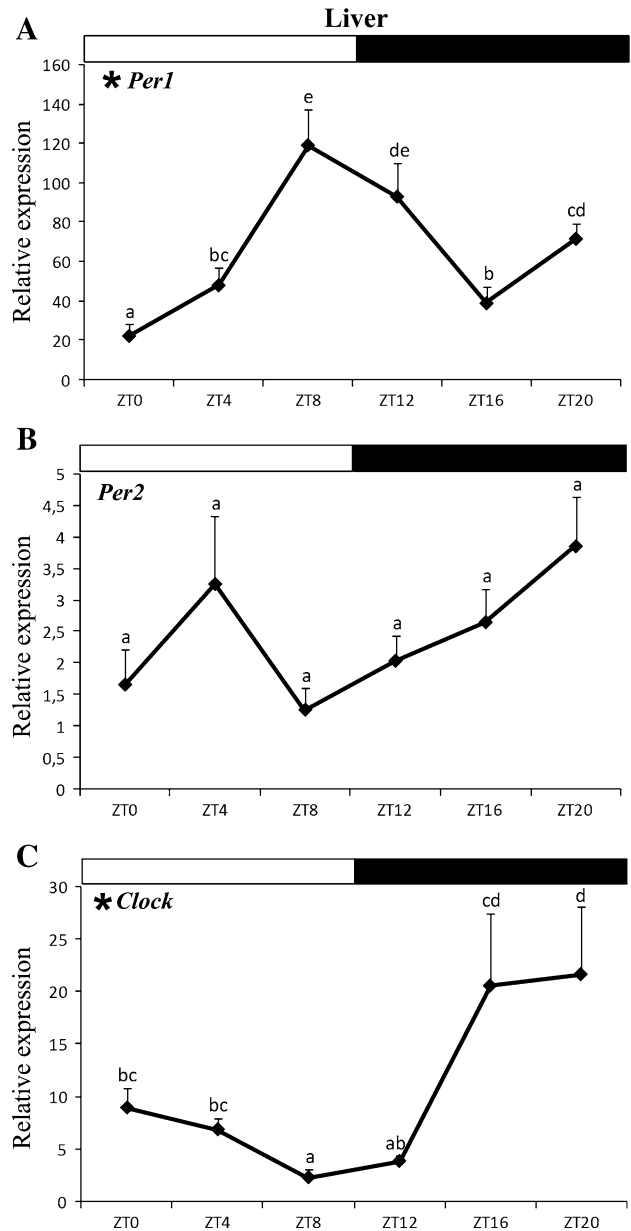 A
Liver
* Per1
Relative expression
160
140
120
100
80
60
40
20
0
a
bc
e
de
b
cd
ZT0 ZT4 ZT8 ZT12 ZT16 ZT20
B
Per2
Relative expression
5
4,5
4
3,5
3
2,5
2
1,5
1
0,5
0
a
a
a
a
a
a
ZT0 ZT4 ZT8 ZT12 ZT16 ZT20
C
* Clock
Relative expression
30
25
20
15
10
5
0
bc
bc
a
ab
cd
d
ZT0 ZT4 ZT8 ZT12 ZT16 ZT20